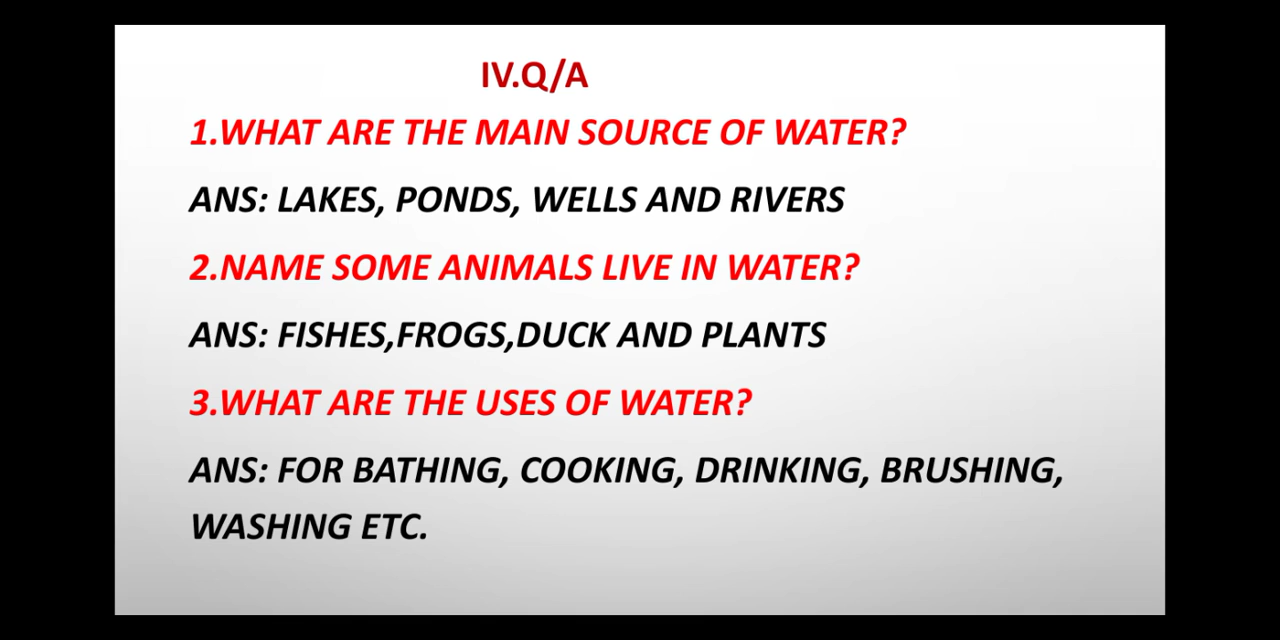 IV.Q/A
1.WHAT ARE THE MAIN SOURCE OF WATER?
ANS: LAKES, PONDS, WELLS AND RIVERS
2.NAME SOME ANIMALS LIVE IN WATER?
ANS: FISHES,FROGS,DUCK AND PLANTS
3.WHAT ARE THE USES OF WATER?
ANS: FOR BATHING, COOKING, DRINKING, BRUSHING,
WASHING ETC.